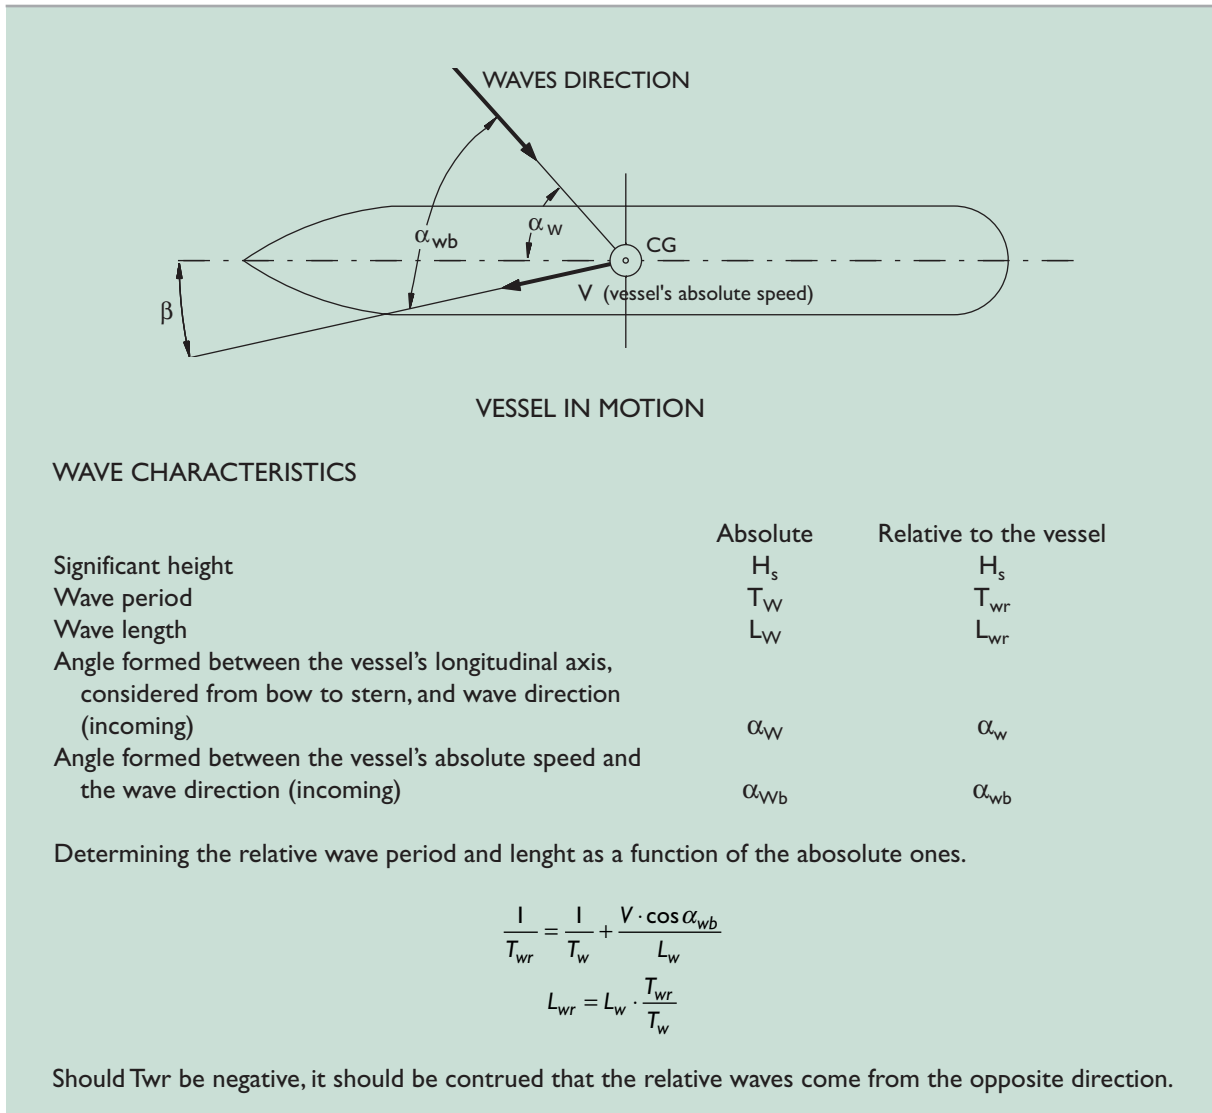 WAVES DIRECTION
α_wb
α_w
CG
V (vessel's absolute speed)
β
VESSEL IN MOTION
WAVE CHARACTERISTICS
Absolute Relative to the vessel
Significant height H_s H_s
Wave period T_W T_wr
Wave length L_W L_wr
Angle formed between the vessel's longitudinal axis,
considered from bow to stern, and wave direction
(incoming) α_W α_w
Angle formed between the vessel's absolute speed and
the wave direction (incoming) α_Wb α_wb
Determining the relative wave period and lenght as a function of the abosolute ones.
1/T_wr = 1/T_w + V · cos α_wb / L_w
L_wr = L_w · T_wr / T_w
Should Twr be negative, it should be contrued that the relative waves come from the opposite direction.